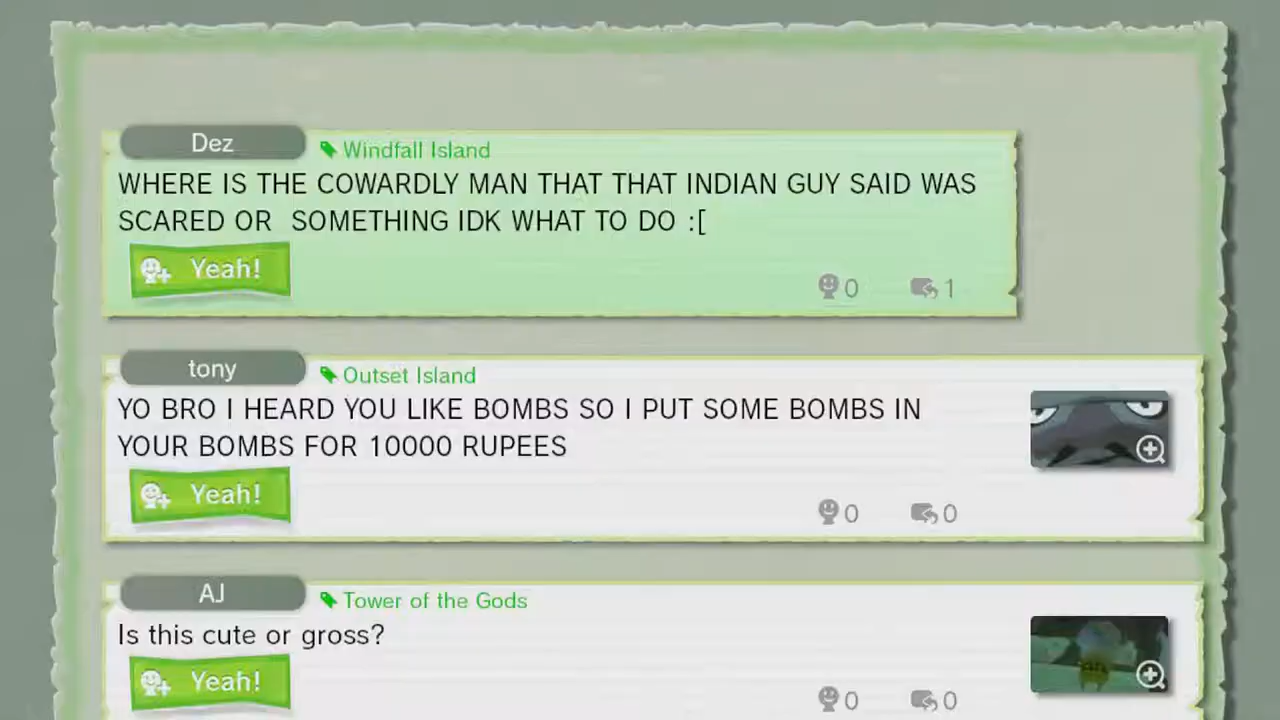 Dez
Windfall Island
WHERE IS THE COWARDLY MAN THAT THAT INDIAN GUY SAID WAS
SCARED OR  SOMETHING IDK WHAT TO DO :[
Yeah!
0
1
tony
Outset Island
YO BRO I HEARD YOU LIKE BOMBS SO I PUT SOME BOMBS IN
YOUR BOMBS FOR 10000 RUPEES
Yeah!
0
0
AJ
Tower of the Gods
Is this cute or gross?
Yeah!
0
0